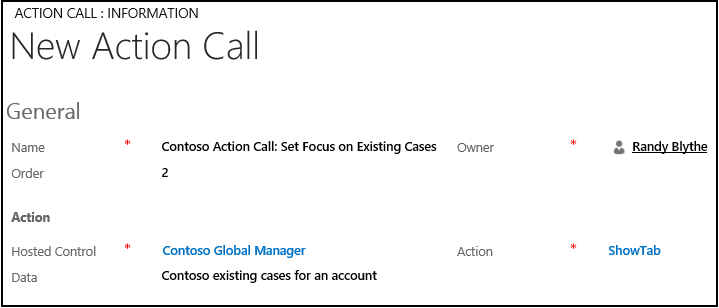 ACTION CALL : INFORMATION
New Action Call
General
Name * Contoso Action Call: Set Focus on Existing Cases Owner * Randy Blythe
Order 2
Action
Hosted Control * Contoso Global Manager Action * ShowTab
Data Contoso existing cases for an account